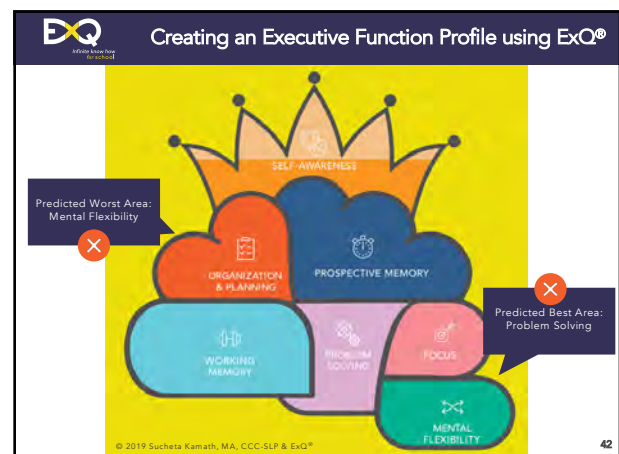 ExQ
Infinite know how
for school
Creating an Executive Function Profile using ExQ®
SELF-AWARENESS
Predicted Worst Area:
Mental Flexibility
ORGANIZATION
& PLANNING
PROSPECTIVE MEMORY
Predicted Best Area:
Problem Solving
WORKING
MEMORY
PROBLEM
SOLVING
FOCUS
MENTAL
FLEXIBILITY
© 2019 Sucheta Kamath, MA, CCC-SLP & ExQ®
42